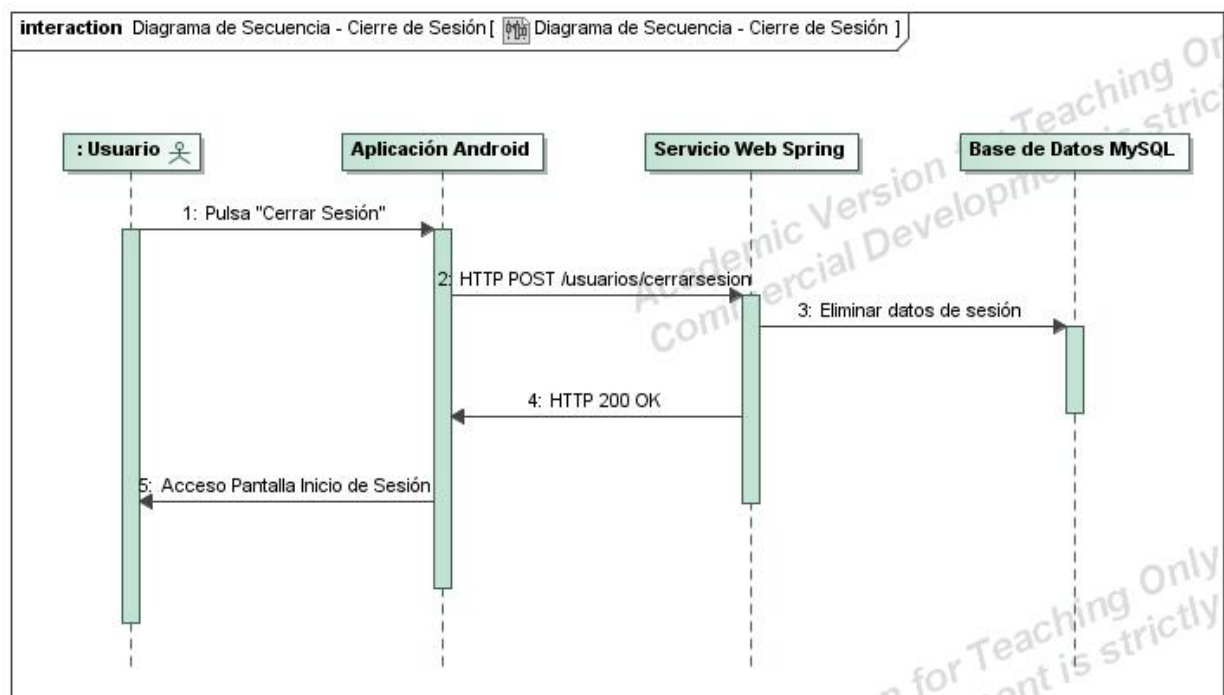 interaction Diagrama de Secuencia - Cierre de Sesión [ Diagrama de Secuencia - Cierre de Sesión ]
: Usuario
Aplicación Android
Servicio Web Spring
Base de Datos MySQL
1: Pulsa "Cerrar Sesión"
2: HTTP POST /usuarios/cerrarsesion
3: Eliminar datos de sesión
4: HTTP 200 OK
5: Acceso Pantalla Inicio de Sesión
Academic Version Teaching
Commercial Development is
for Teaching Only
is strictly